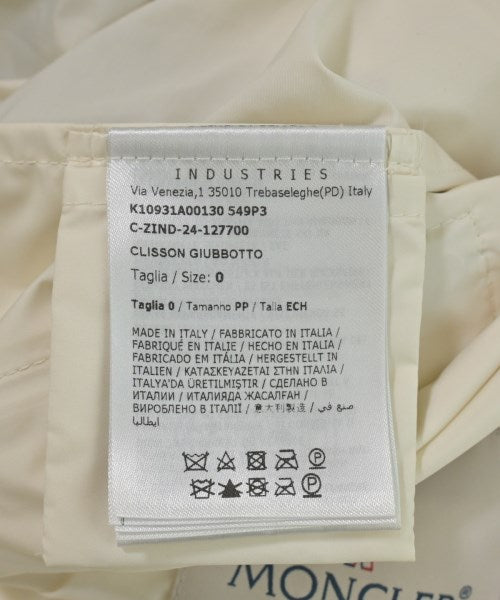 INDUSTRIES
Via Venezia,1 35010 Trebaseleghe(PD) Italy
K10931A00130 549P3
C-ZIND-24-127700
CLISSON GIUBBOTTO
Taglia / Size: 0
Taglia 0 / Tamanho PP / Talla ECH
MADE IN ITALY / FABBRICATO IN ITALIA /
FABRIQUÉ EN ITALIE / HECHO EN ITALIA /
FABRICADO EM ITÁLIA / HERGESTELLT IN
ITALIEN / ΚΑΤΑΣΚΕΥΑΖΕΤΑΙ ΣΤΗΝ ΙΤΑΛΙΑ /
ITALYA'DA ÜRETILMIŞTIR / СДЕЛАНО В
ИТАЛИИ / ИТАЛИЯДА ЖАСАЛҒАН /
ВИРОБЛЕНО В ІТАЛІЇ / 意大利製造 / صنع في
ايطاليا
MONCLER